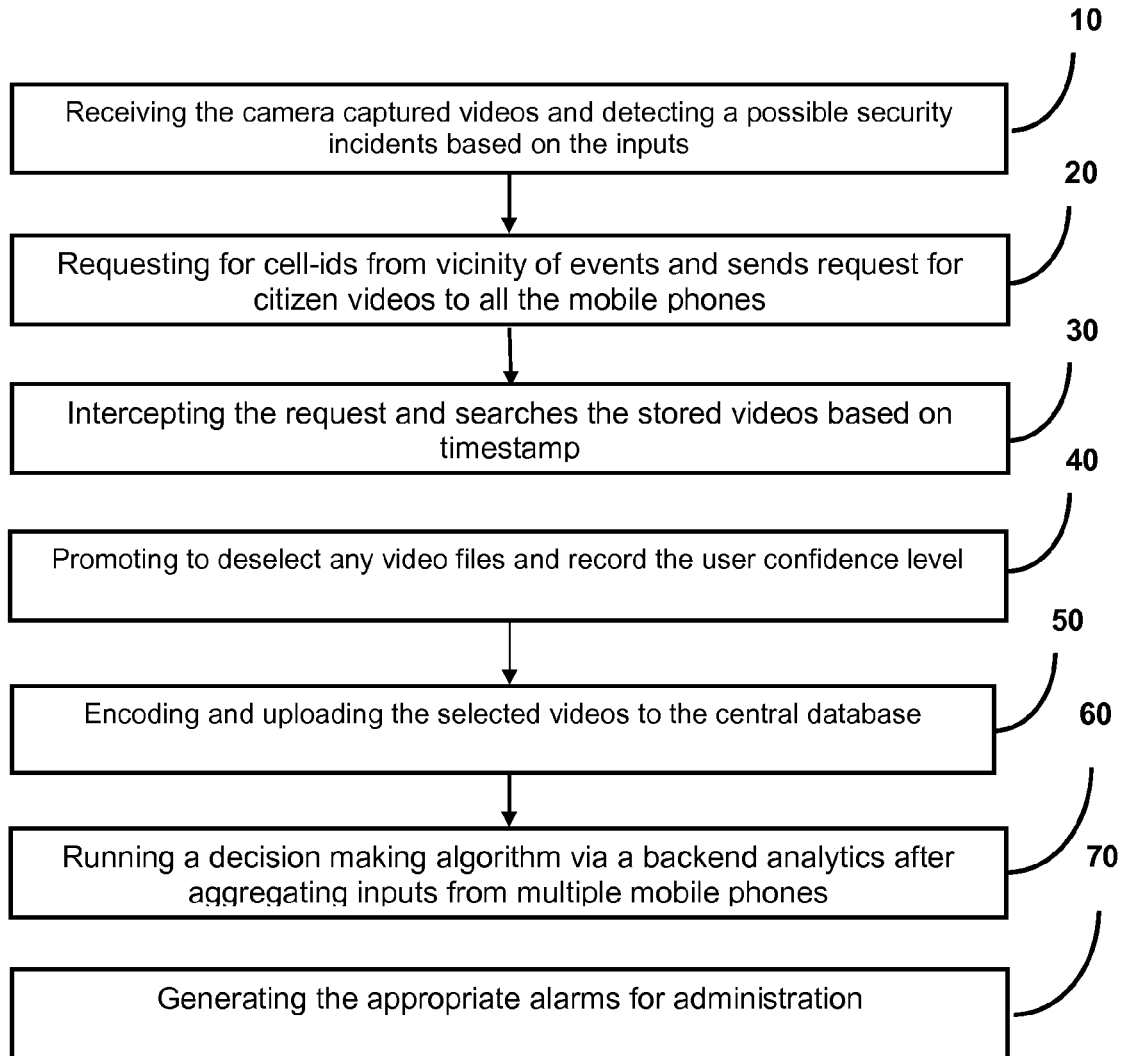 10
Receiving the camera captured videos and detecting a possible security
incidents based on the inputs
20
Requesting for cell-ids from vicinity of events and sends request for
citizen videos to all the mobile phones
30
Intercepting the request and searches the stored videos based on
timestamp
40
Promoting to deselect any video files and record the user confidence level
50
Encoding and uploading the selected videos to the central database
60
Running a decision making algorithm via a backend analytics after
aggregating inputs from multiple mobile phones
70
Generating the appropriate alarms for administration